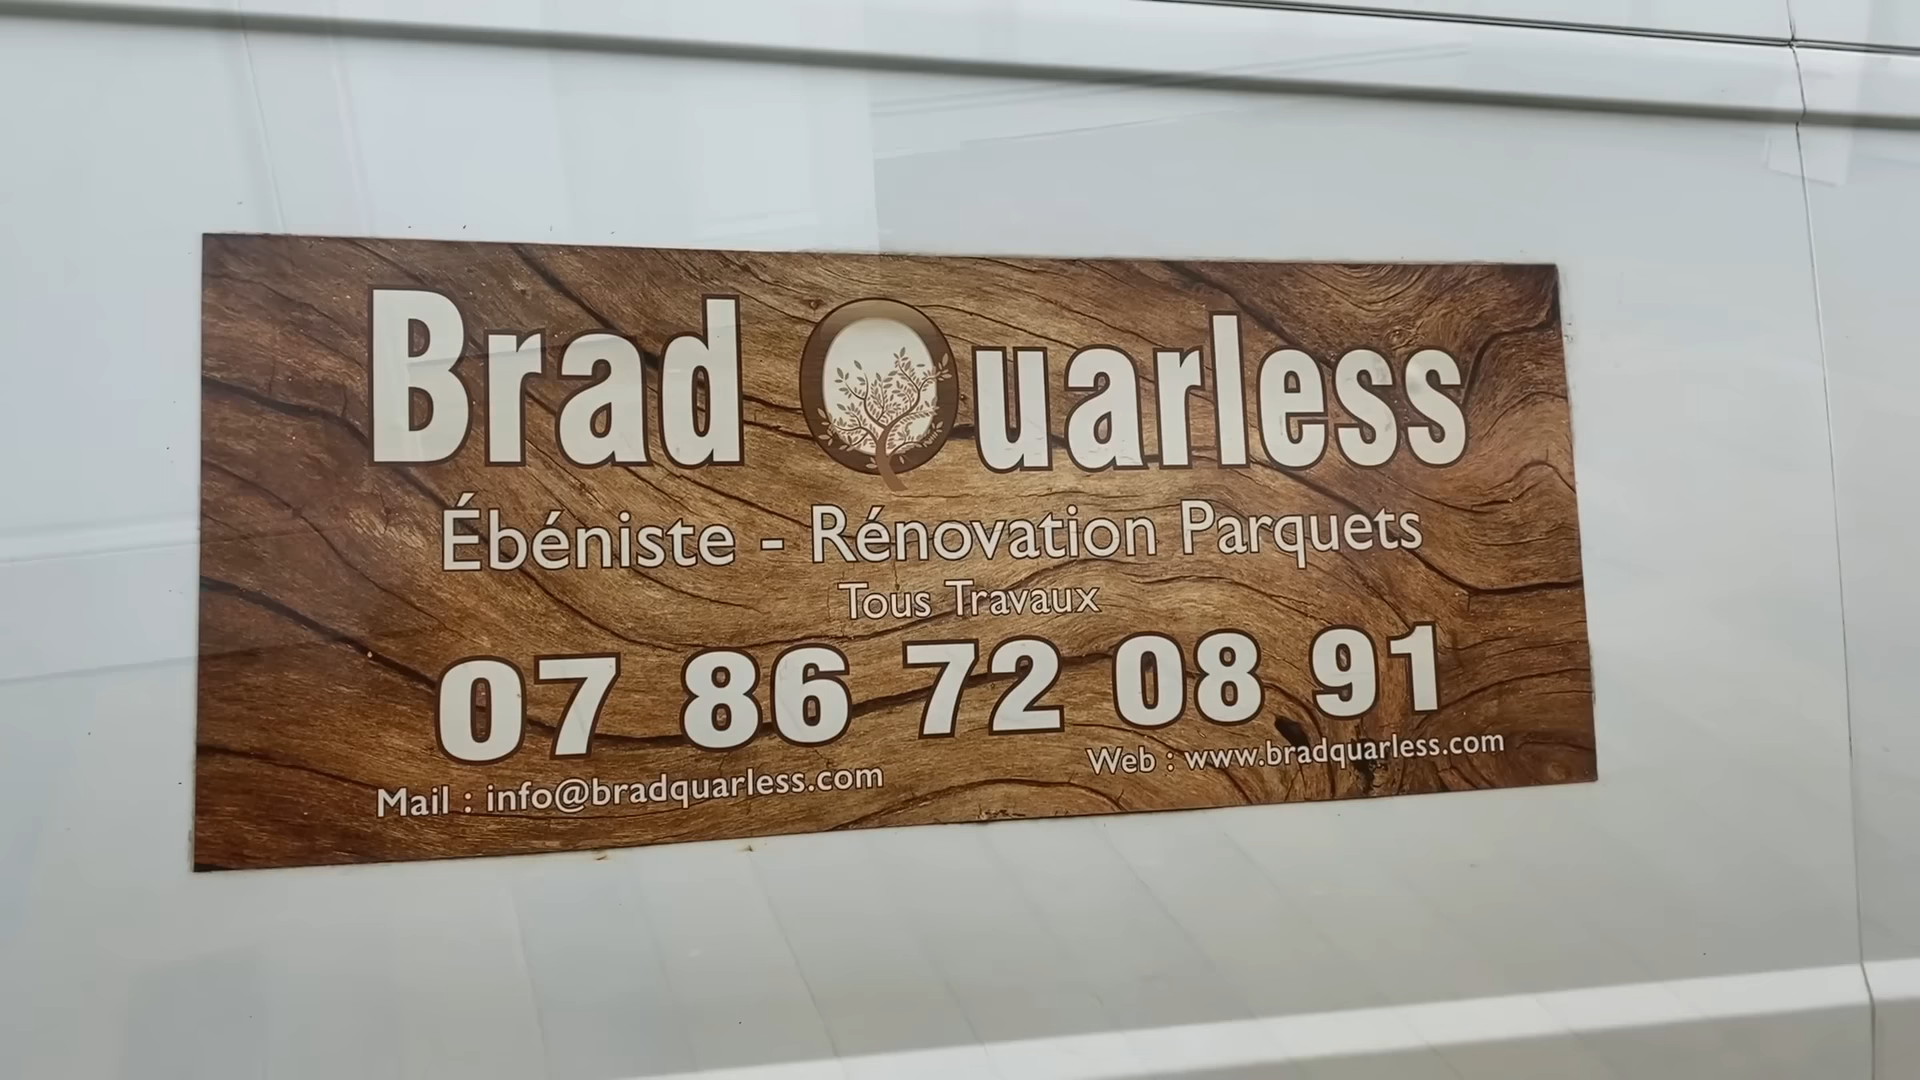 Brad Quarless
Ébéniste - Rénovation Parquets
Tous Travaux
07 86 72 08 91
Mail : info@bradquarless.com
Web : www.bradquarless.com